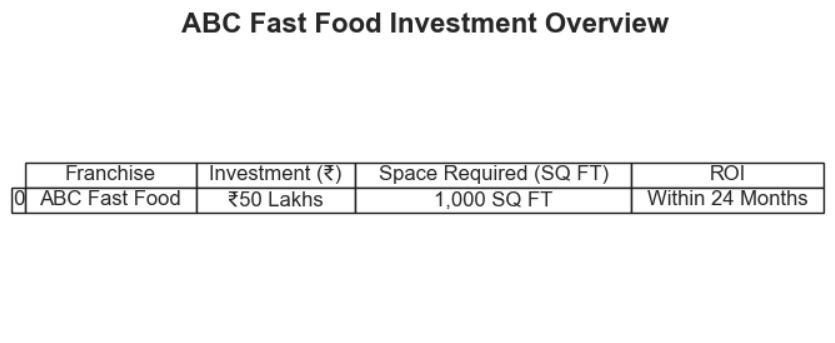 ABC Fast Food Investment Overview
Franchise Investment (₹) Space Required (SQ FT) ROI
0 ABC Fast Food ₹50 Lakhs 1,000 SQ FT Within 24 Months